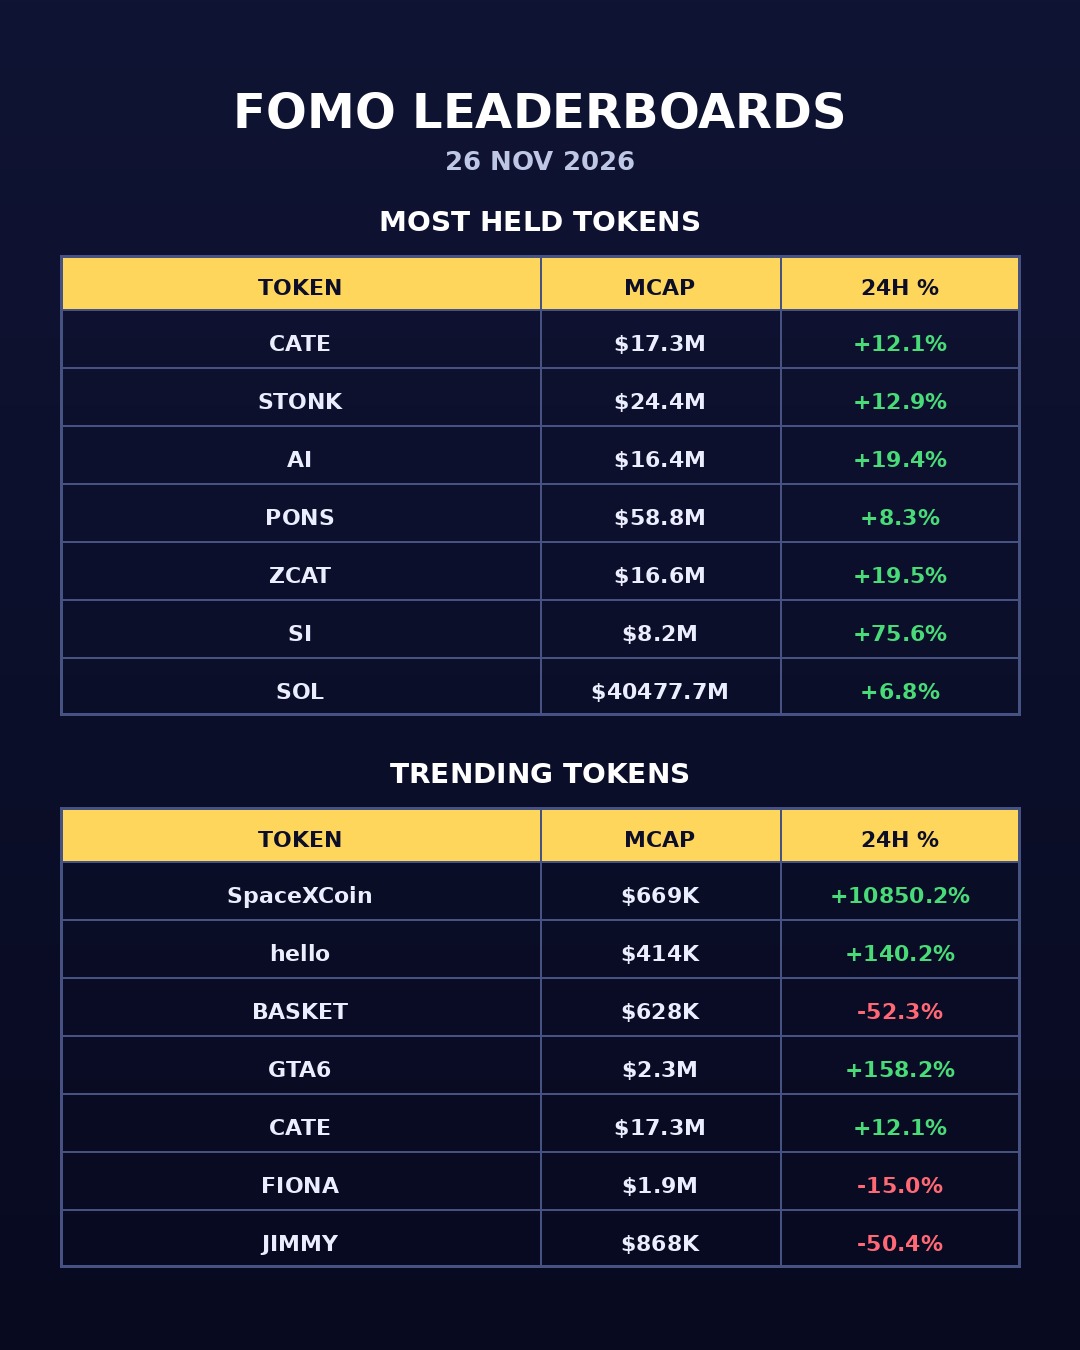 FOMO LEADERBOARDS
26 NOV 2026
MOST HELD TOKENS
TOKEN MCAP 24H %
CATE $17.3M +12.1%
STONK $24.4M +12.9%
AI $16.4M +19.4%
PONS $58.8M +8.3%
ZCAT $16.6M +19.5%
SI $8.2M +75.6%
SOL $40477.7M +6.8%
TRENDING TOKENS
TOKEN MCAP 24H %
SpaceXCoin $669K +10850.2%
hello $414K +140.2%
BASKET $628K -52.3%
GTA6 $2.3M +158.2%
CATE $17.3M +12.1%
FIONA $1.9M -15.0%
JIMMY $868K -50.4%